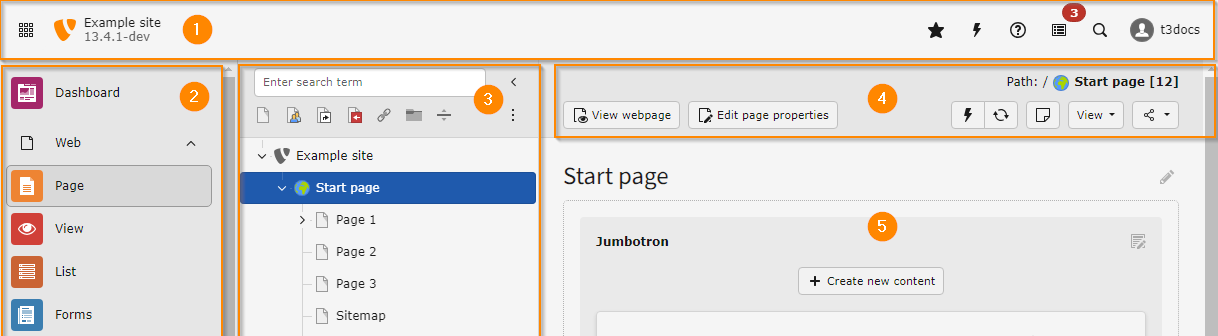 Example site
13.4.1-dev
1
3
t3docs
Dashboard
2
Web
Page
View
List
Forms
Enter search term
3
Example site
Start page
Page 1
Page 2
Page 3
Sitemap
Path: / Start page [12]
4
View webpage
Edit page properties
View
Start page
5
Jumbotron
+ Create new content